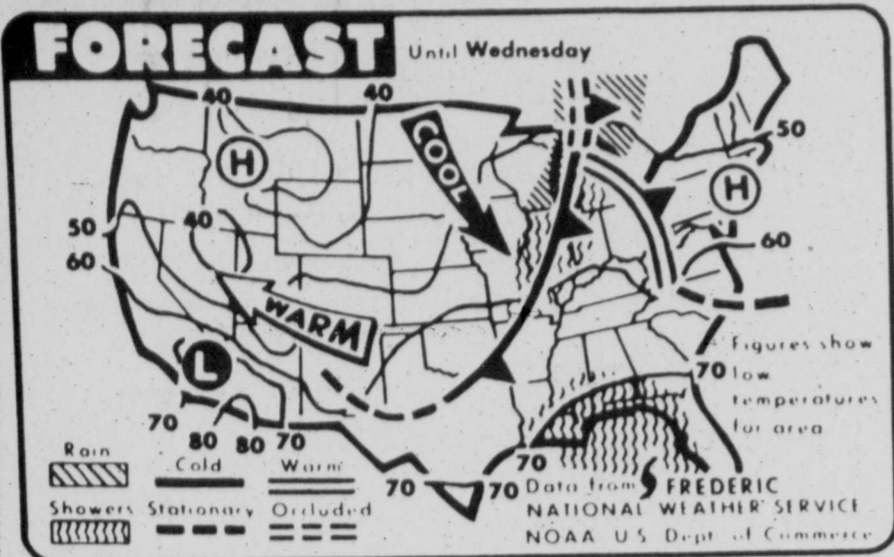 FORECAST
Until Wednesday
40
40
COOL
50
H
H
50
40
60
60
WARM
L
Figures show
70
low
temperatures
for area
70
80
80
70
Rain
Cold
Warm
70
70
70
Data from FREDERIC
Showers
Stationary
Occluded
NATIONAL WEATHER SERVICE
NOAA U S Dept of Commerce